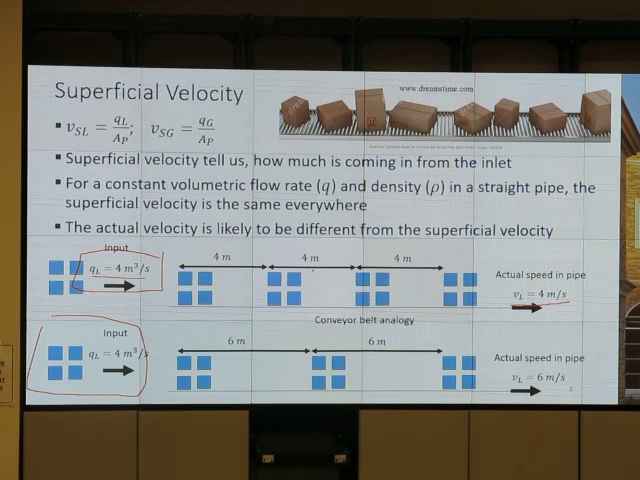 Superficial Velocity
www.dreamstime.com
▪ v_SL = q_L / A_P; v_SG = q_G / A_P
▪ Superficial velocity tell us, how much is coming in from the inlet
▪ For a constant volumetric flow rate (q) and density (ρ) in a straight pipe, the
superficial velocity is the same everywhere
▪ The actual velocity is likely to be different from the superficial velocity
Input
q_L = 4 m³/s
4 m 4 m 4 m
Actual speed in pipe
v_L = 4 m/s
Conveyor belt analogy
Input
q_L = 4 m³/s
6 m 6 m
Actual speed in pipe
v_L = 6 m/s